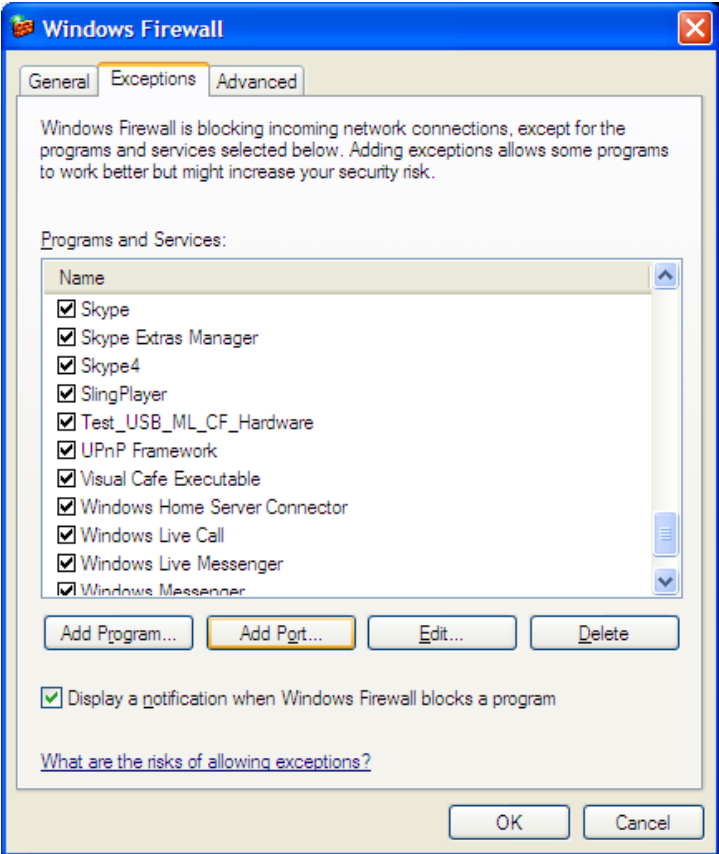 Windows Firewall
General
Exceptions
Advanced
Windows Firewall is blocking incoming network connections, except for the
programs and services selected below. Adding exceptions allows some programs
to work better but might increase your security risk.
Programs and Services:
Name
Skype
Skype Extras Manager
Skype4
SlingPlayer
Test_USB_ML_CF_Hardware
UPnP Framework
Visual Cafe Executable
Windows Home Server Connector
Windows Live Call
Windows Live Messenger
Windows Messenger
Add Program...
Add Port...
Edit...
Delete
Display a notification when Windows Firewall blocks a program
What are the risks of allowing exceptions?
OK
Cancel